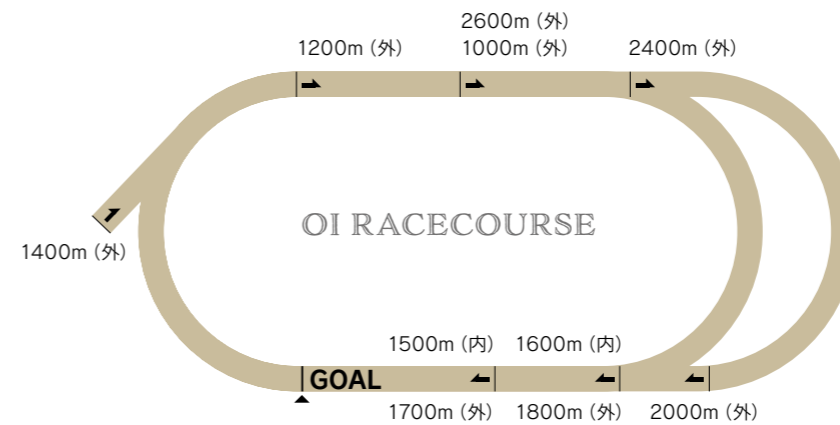 2600m (外)
1200m (外)
1000m (外)
2400m (外)
OI RACECOURSE
1400m (外)
1500m (内)
1600m (内)
GOAL
1700m (外)
1800m (外)
2000m (外)